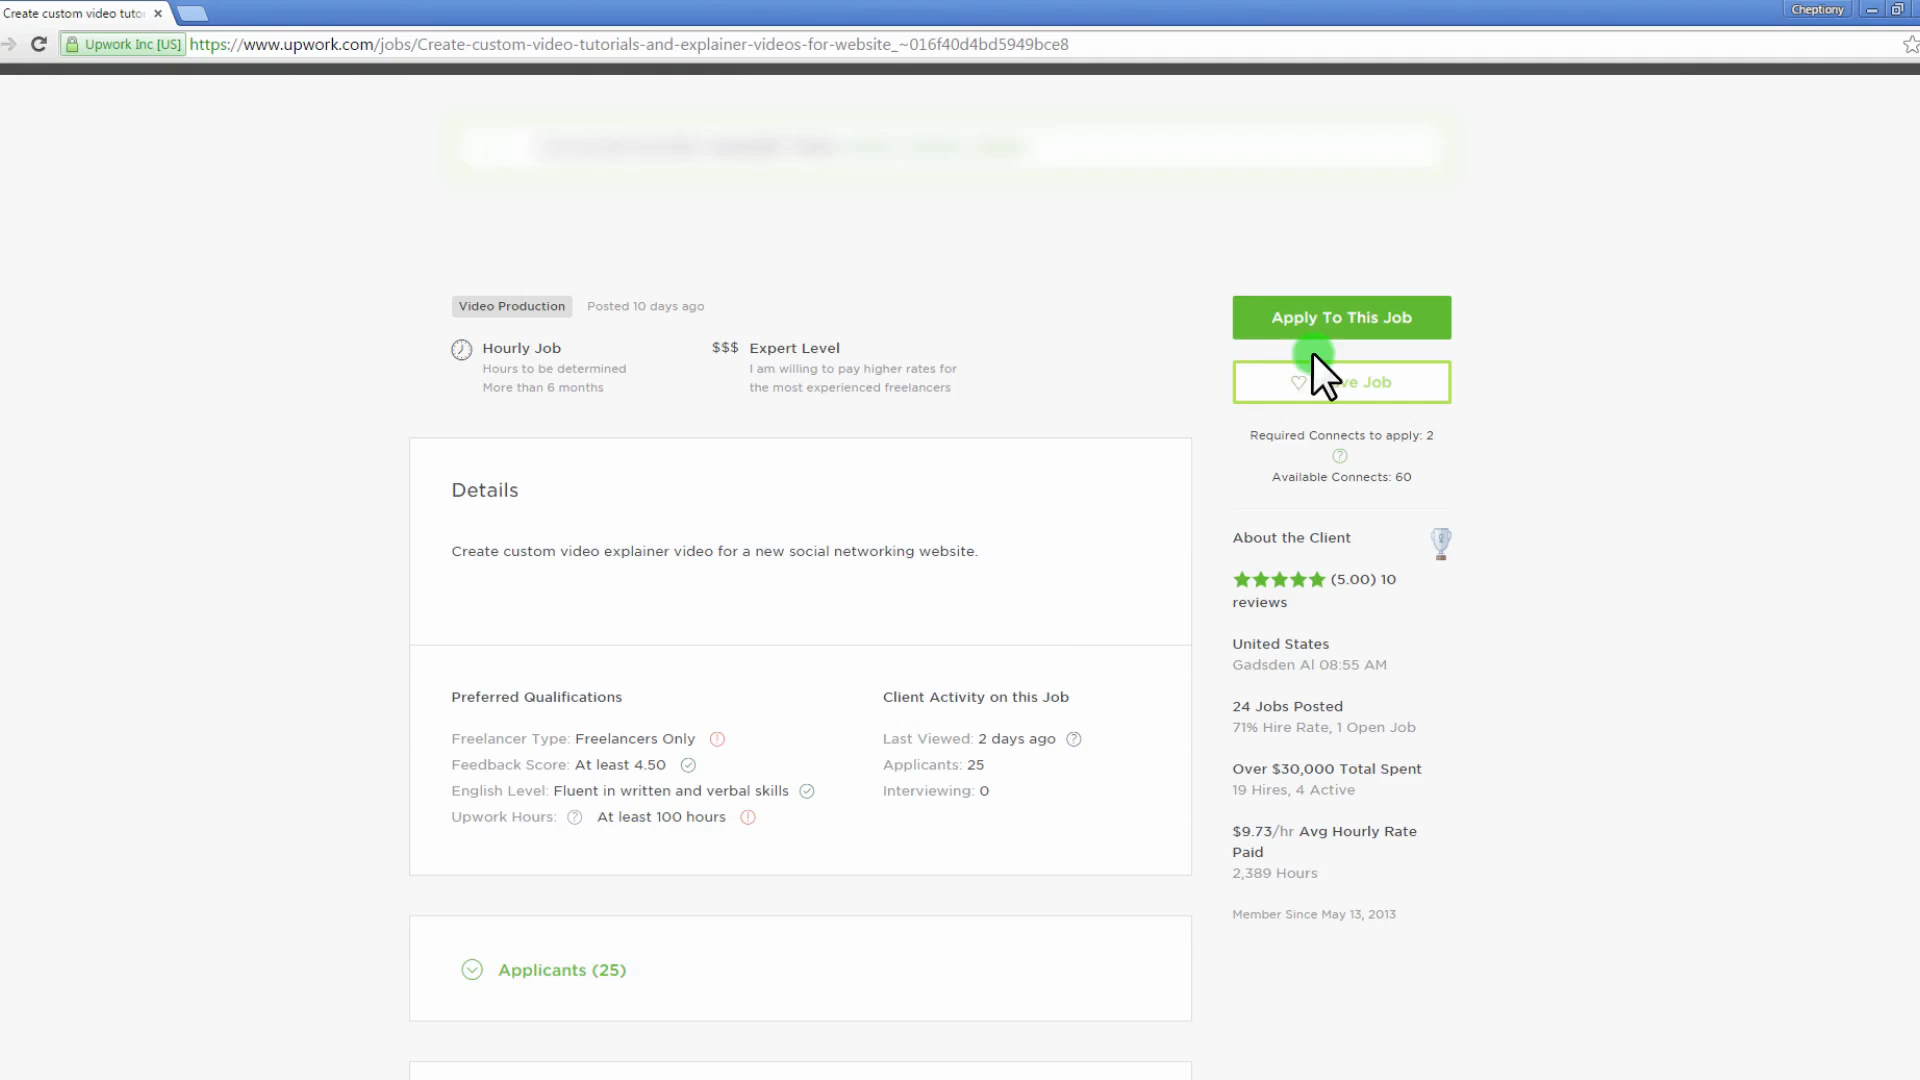 Create custom video tuto
Cheptiony
Upwork Inc [US] https://www.upwork.com/jobs/Create-custom-video-tutorials-and-explainer-videos-for-website_~016f40d4bd5949bce8
Video Production Posted 10 days ago
Hourly Job
Hours to be determined
More than 6 months
$$$ Expert Level
I am willing to pay higher rates for
the most experienced freelancers
Details
Create custom video explainer video for a new social networking website.
Preferred Qualifications
Freelancer Type: Freelancers Only
Feedback Score: At least 4.50
English Level: Fluent in written and verbal skills
Upwork Hours: At least 100 hours
Client Activity on this Job
Last Viewed: 2 days ago
Applicants: 25
Interviewing: 0
Applicants (25)
Apply To This Job
Job
Required Connects to apply: 2
Available Connects: 60
About the Client
(5.00) 10
reviews
United States
Gadsden Al 08:55 AM
24 Jobs Posted
71% Hire Rate, 1 Open Job
Over $30,000 Total Spent
19 Hires, 4 Active
$9.73/hr Avg Hourly Rate
Paid
2,389 Hours
Member Since May 13, 2013